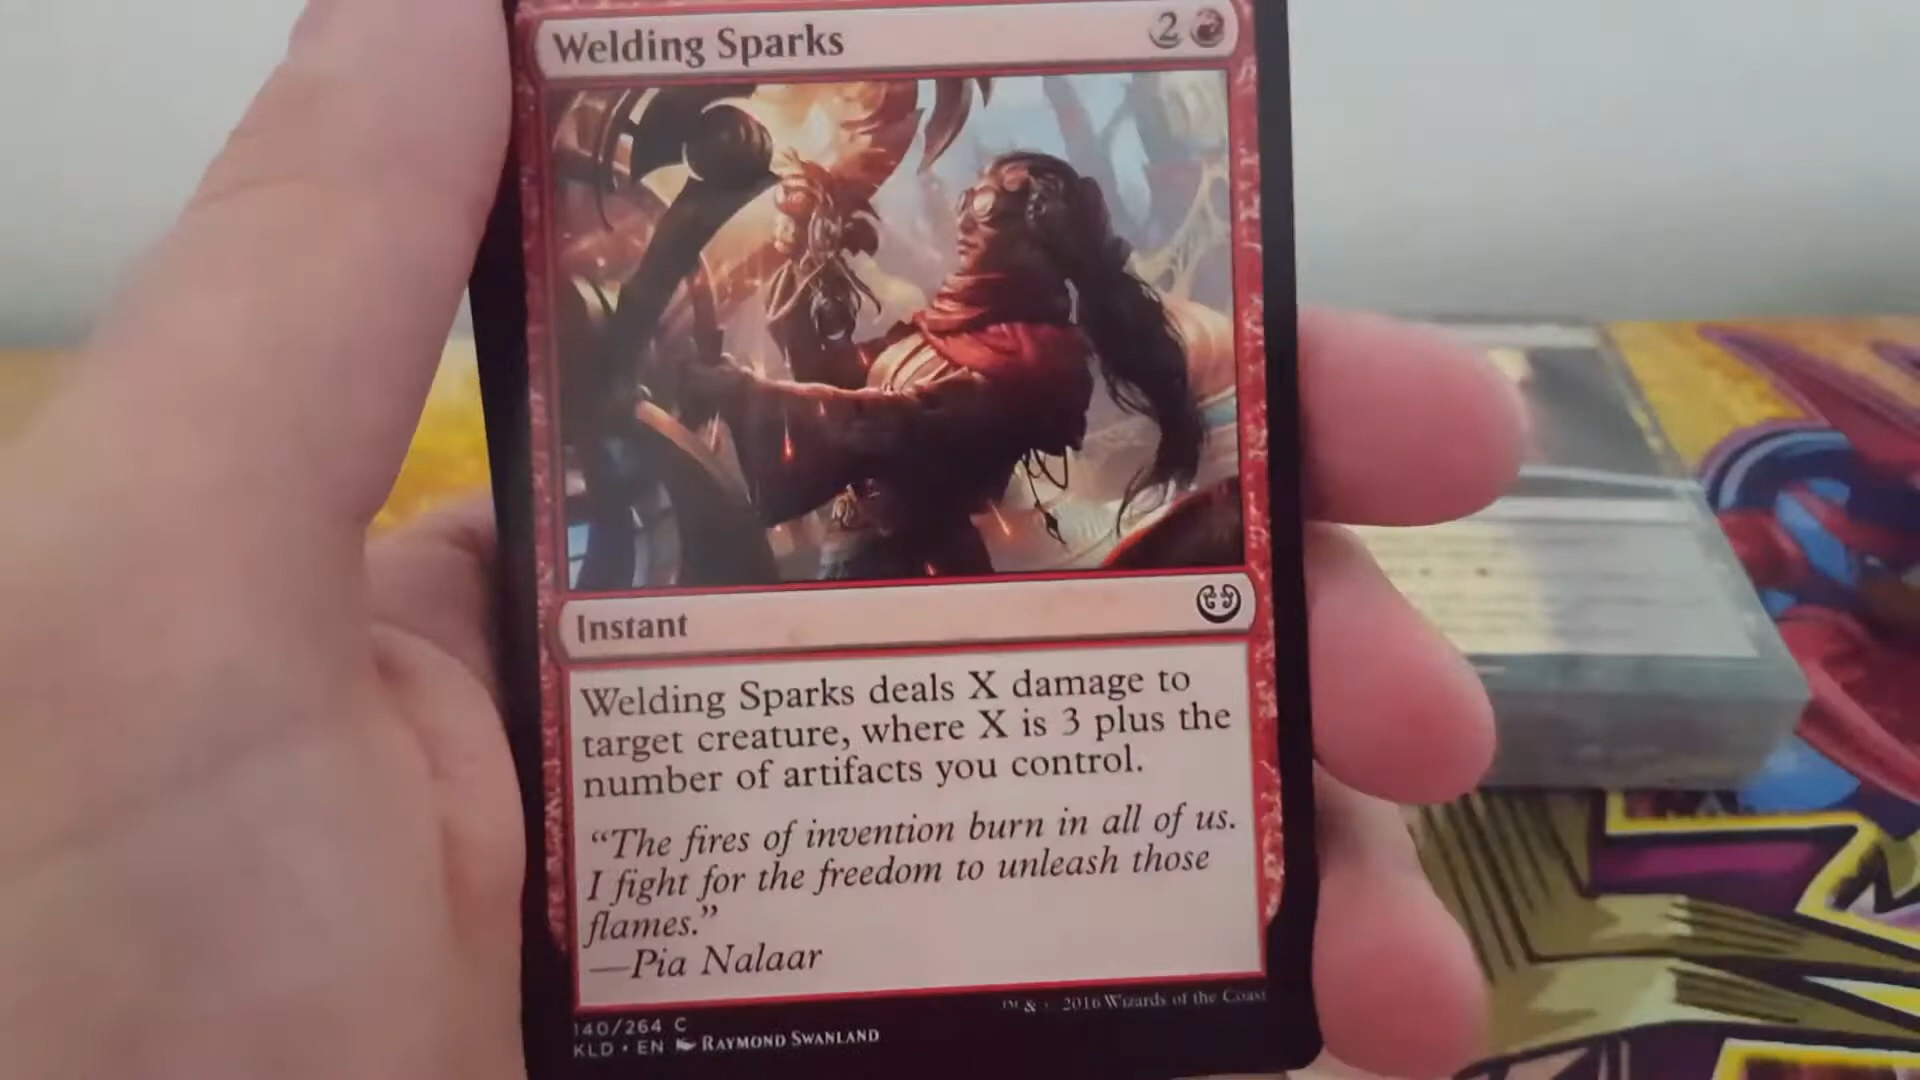 Welding Sparks 2
Instant
Welding Sparks deals X damage to
target creature, where X is 3 plus the
number of artifacts you control.
“The fires of invention burn in all of us.
I fight for the freedom to unleash those
flames.”
—Pia Nalaar
140/264 C
KLD • EN RAYMOND SWANLAND
™ & 2016 Wizards of the Coast